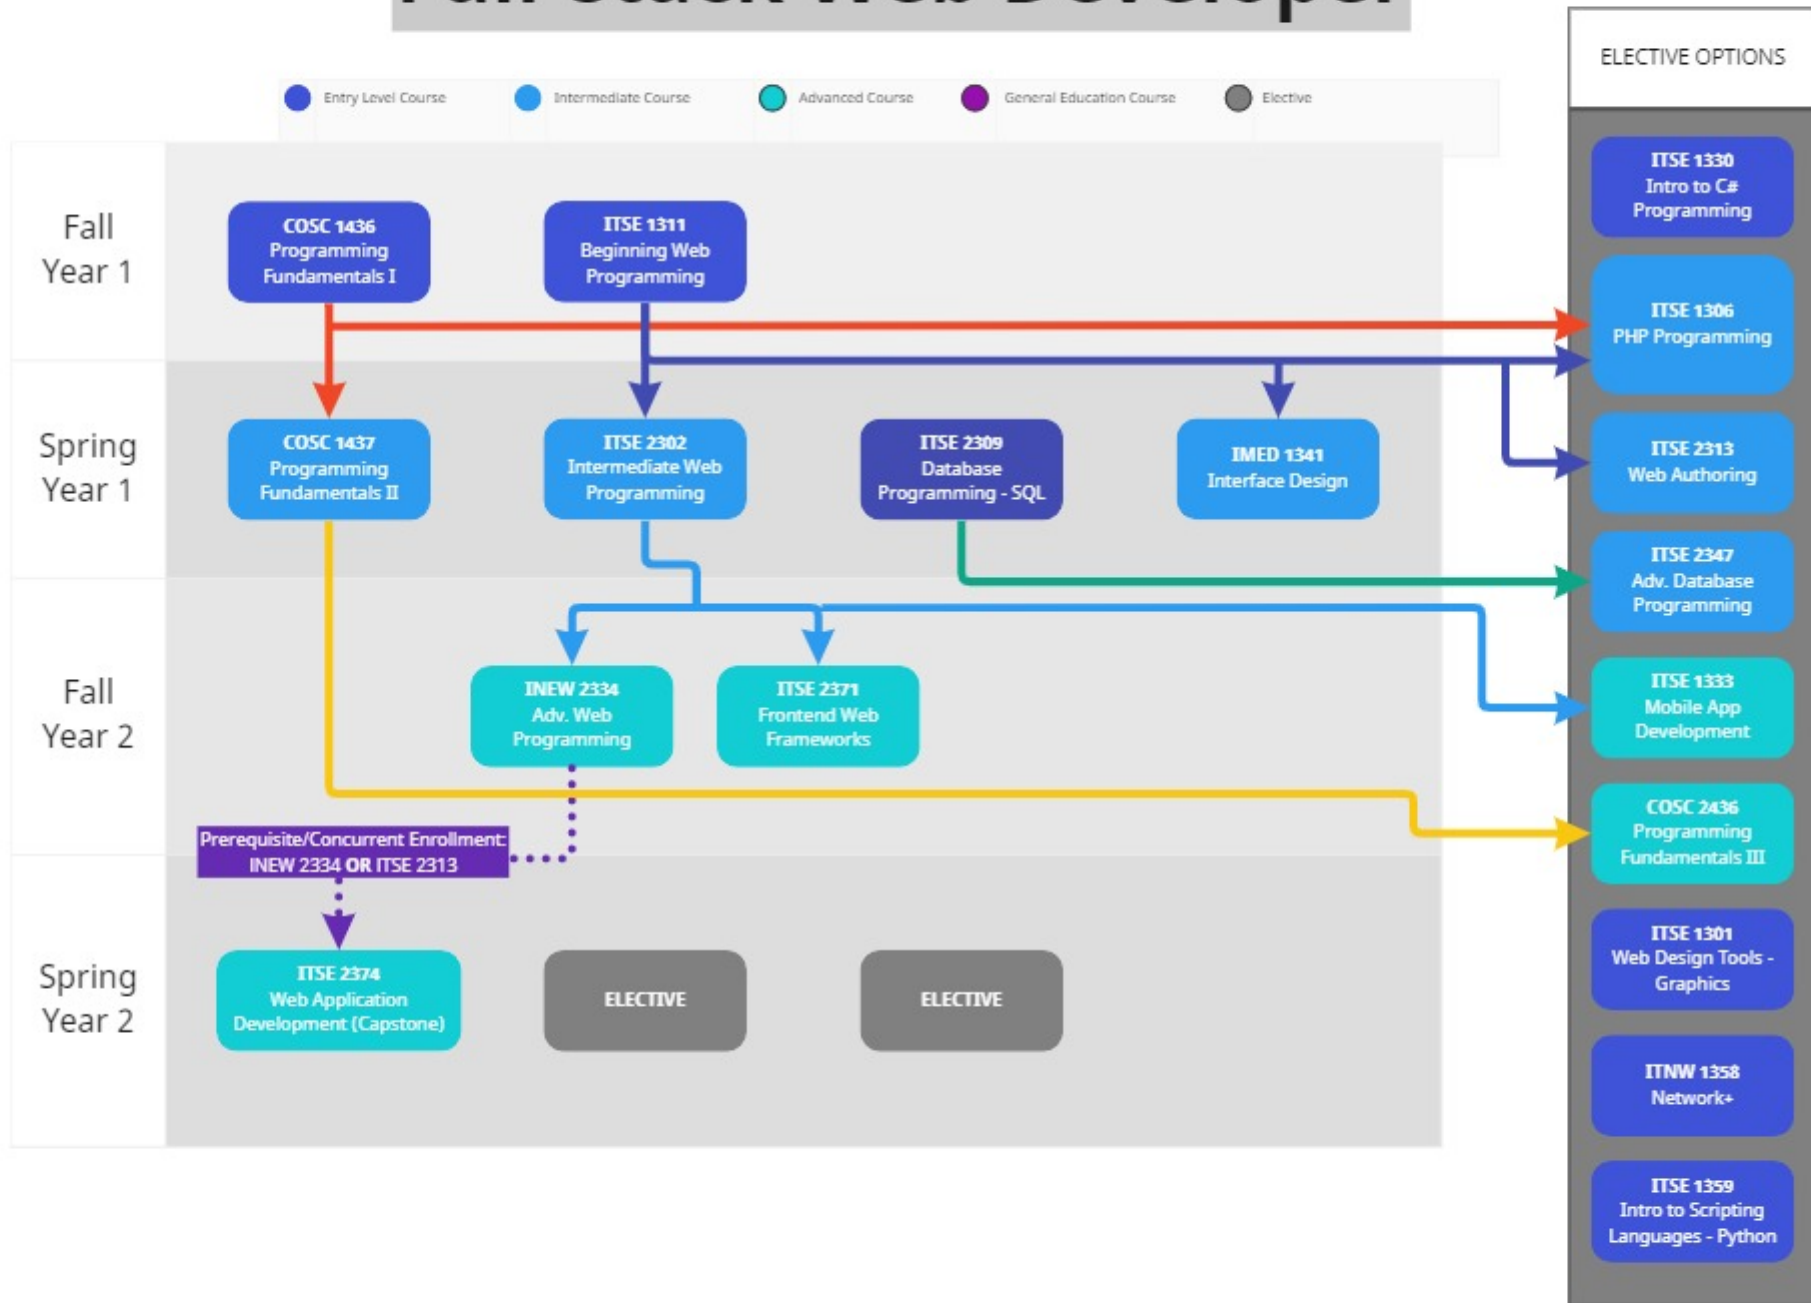 Full Stack Web Developer
ELECTIVE OPTIONS
Entry Level Course
Intermediate Course
Advanced Course
General Education Course
Elective
Fall
Year 1
COSC 1436
Programming
Fundamentals I
ITSE 1311
Beginning Web
Programming
Spring
Year 1
COSC 1437
Programming
Fundamentals II
ITSE 2302
Intermediate Web
Programming
ITSE 2309
Database
Programming - SQL
IMED 1341
Interface Design
Fall
Year 2
INEW 2334
Adv. Web
Programming
ITSE 2371
Frontend Web
Frameworks
Prerequisite/Concurrent Enrollment:
INEW 2334 OR ITSE 2313
Spring
Year 2
ITSE 2374
Web Application
Development (Capstone)
ELECTIVE
ELECTIVE
ITSE 1330
Intro to C#
Programming
ITSE 1306
PHP Programming
ITSE 2313
Web Authoring
ITSE 2347
Adv. Database
Programming
ITSE 1333
Mobile App
Development
COSC 2436
Programming
Fundamentals III
ITSE 1301
Web Design Tools -
Graphics
ITNW 1358
Network+
ITSE 1359
Intro to Scripting
Languages - Python